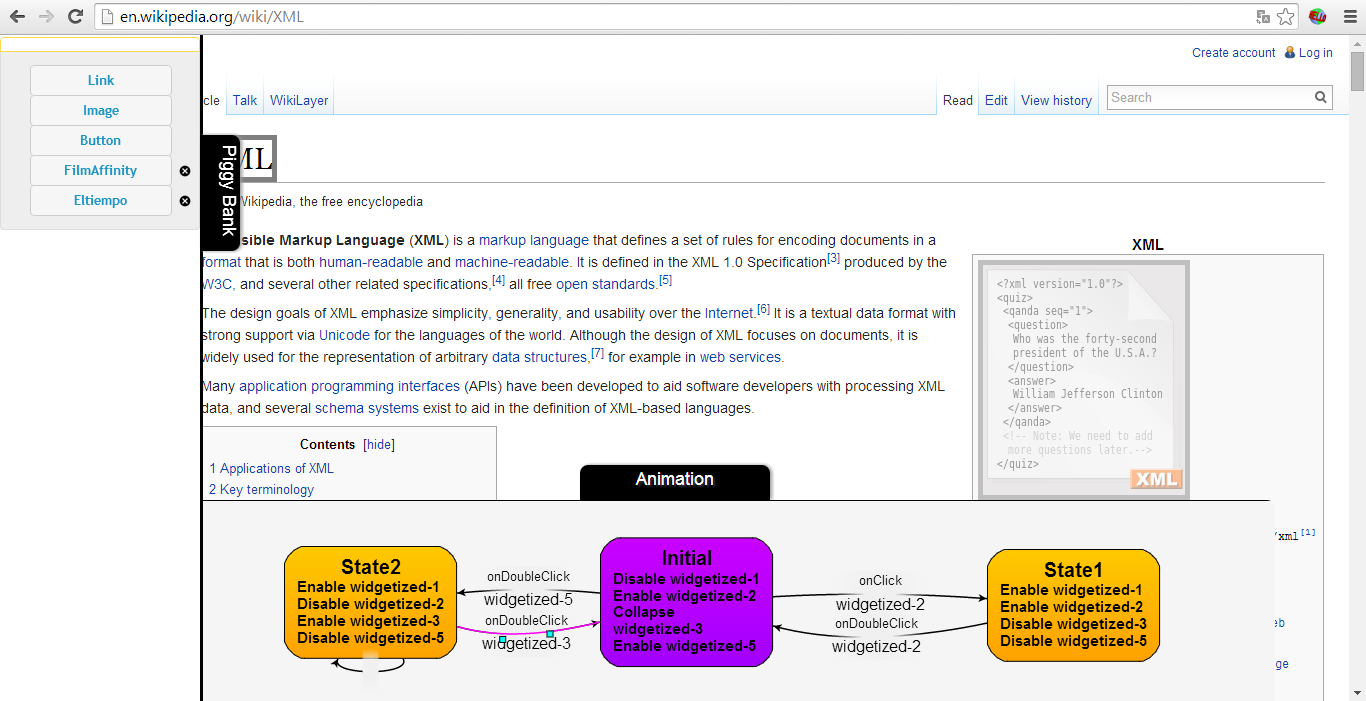 en.wikipedia.org/wiki/XML
Link
Image
Button
FilmAffinity
Eltiempo
Piggy Bank
Create account Log in
cle Talk WikiLayer
Read Edit View history Search
ML
Wikipedia, the free encyclopedia
sible Markup Language (XML) is a markup language that defines a set of rules for encoding documents in a
format that is both human-readable and machine-readable. It is defined in the XML 1.0 Specification[3] produced by the
W3C, and several other related specifications,[4] all free open standards.[5]
The design goals of XML emphasize simplicity, generality, and usability over the Internet.[6] It is a textual data format with
strong support via Unicode for the languages of the world. Although the design of XML focuses on documents, it is
widely used for the representation of arbitrary data structures,[7] for example in web services.
Many application programming interfaces (APIs) have been developed to aid software developers with processing XML
data, and several schema systems exist to aid in the definition of XML-based languages.
Contents [hide]
1 Applications of XML
2 Key terminology
XML
<?xml version="1.0"?>
<quiz>
<qanda seq="1">
<question>
Who was the forty-second
president of the U.S.A.?
</question>
<answer>
William Jefferson Clinton
</answer>
</qanda>
<!-- Note: We need to add
more questions later.-->
</quiz>
XML
/xml[1]
eb
ge
Animation
State2
Enable widgetized-1
Disable widgetized-2
Enable widgetized-3
Disable widgetized-5
onDoubleClick
widgetized-5
onDoubleClick
widgetized-3
Initial
Disable widgetized-1
Enable widgetized-2
Collapse
widgetized-3
Enable widgetized-5
onClick
widgetized-2
onDoubleClick
widgetized-2
State1
Enable widgetized-1
Enable widgetized-2
Disable widgetized-3
Disable widgetized-5